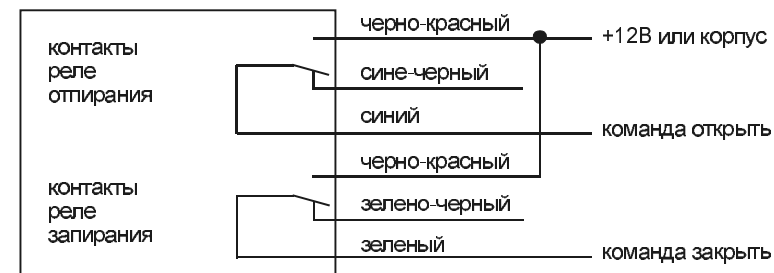 черно-красный
+12В или корпус
контакты
реле
отпирания
сине-черный
синий
команда открыть
черно-красный
контакты
реле
запирания
зелено-черный
зеленый
команда закрыть